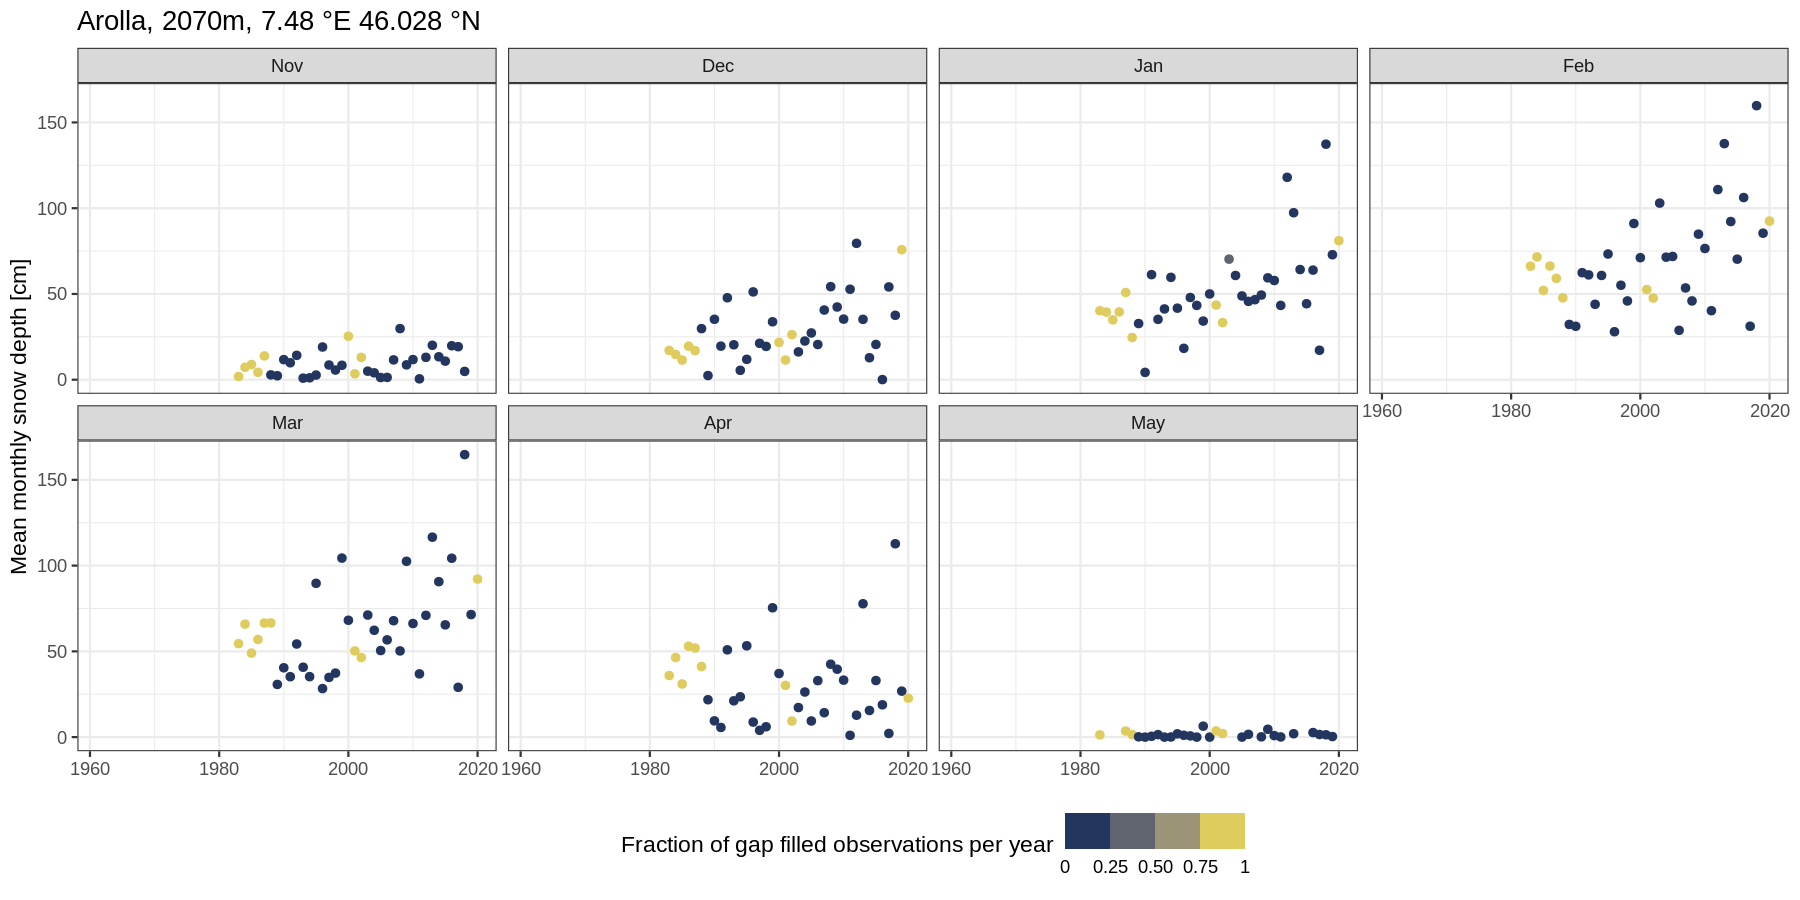 Arolla, 2070m, 7.48 °E 46.028 °N
Nov
Dec
Jan
Feb
150
100
50
0
1960 1980 2000 2020
Mar
Apr
May
150
100
50
0
1960 1980 2000 2020
1960 1980 2000 2020
1960 1980 2000 2020
Mean monthly snow depth [cm]
Fraction of gap filled observations per year
0 0.25 0.50 0.75 1